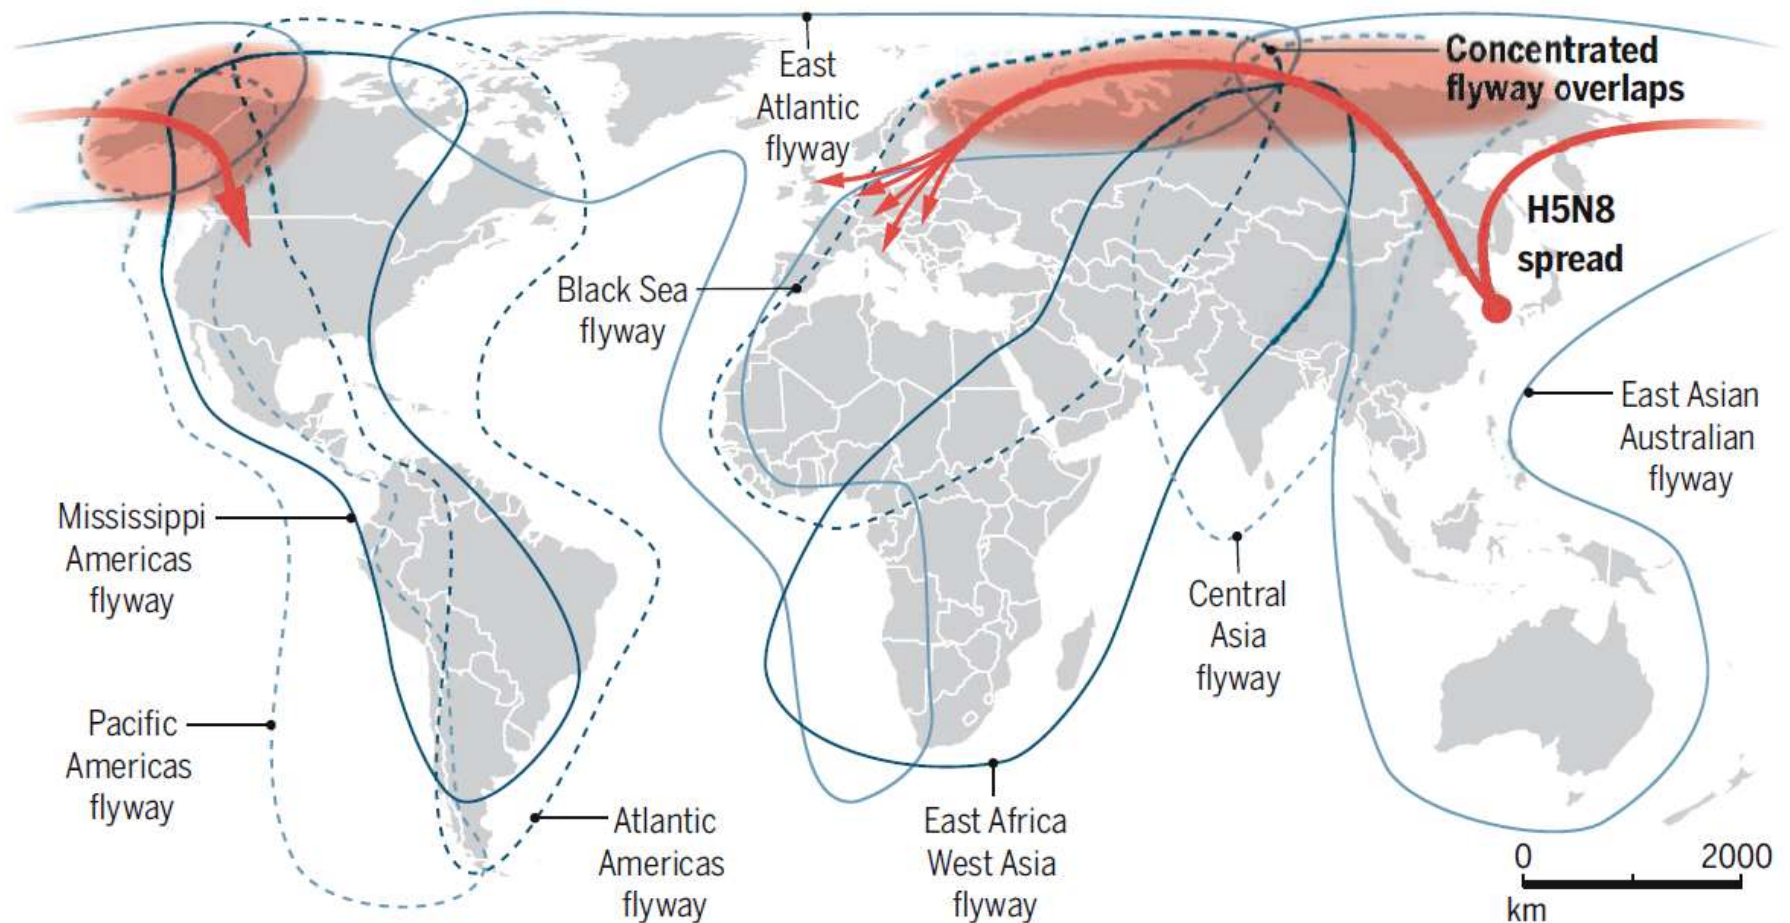 East
Atlantic
flyway
Concentrated
flyway overlaps
H5N8
spread
Black Sea
flyway
East Asian
Australian
flyway
Mississippi
Americas
flyway
Central
Asia
flyway
Pacific
Americas
flyway
Atlantic
Americas
flyway
East Africa
West Asia
flyway
0 2000
km